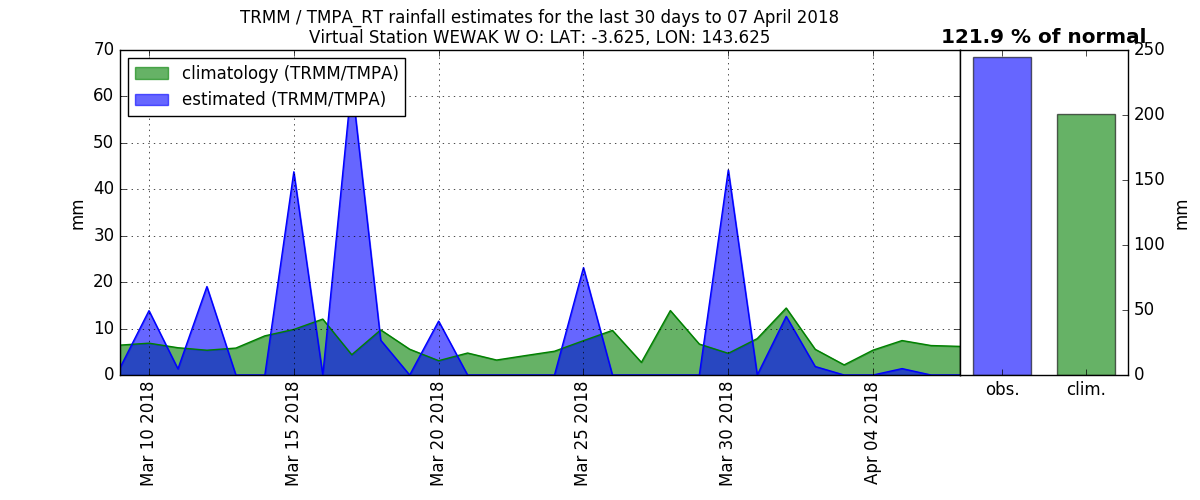 TRMM / TMPA_RT rainfall estimates for the last 30 days to 07 April 2018
Virtual Station WEWAK W O: LAT: -3.625, LON: 143.625
121.9 % of normal
climatology (TRMM/TMPA)
estimated (TRMM/TMPA)
mm
70
60
50
40
30
20
10
0
Mar 10 2018
Mar 15 2018
Mar 20 2018
Mar 25 2018
Mar 30 2018
Apr 04 2018
obs.
clim.
250
200
150
100
50
0
mm